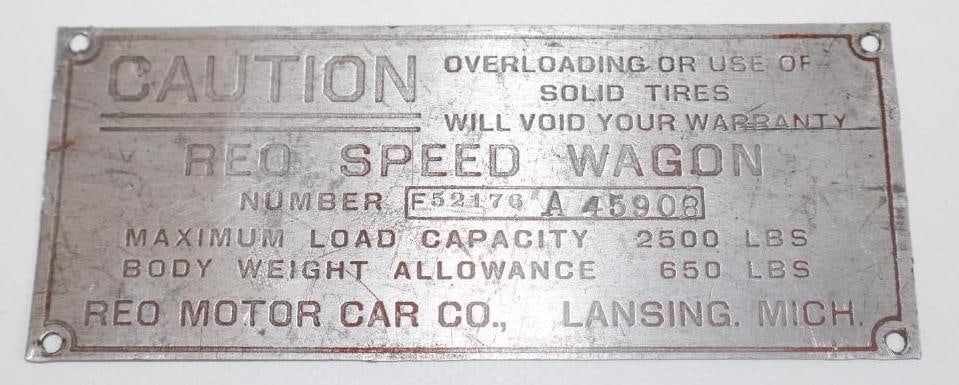 CAUTION
OVERLOADING OR USE OF
SOLID TIRES
WILL VOID YOUR WARRANTY
REO SPEED WAGON
NUMBER F52176 A 45908
MAXIMUM LOAD CAPACITY 2500 LBS
BODY WEIGHT ALLOWANCE 650 LBS
REO MOTOR CAR CO., LANSING. MICH.